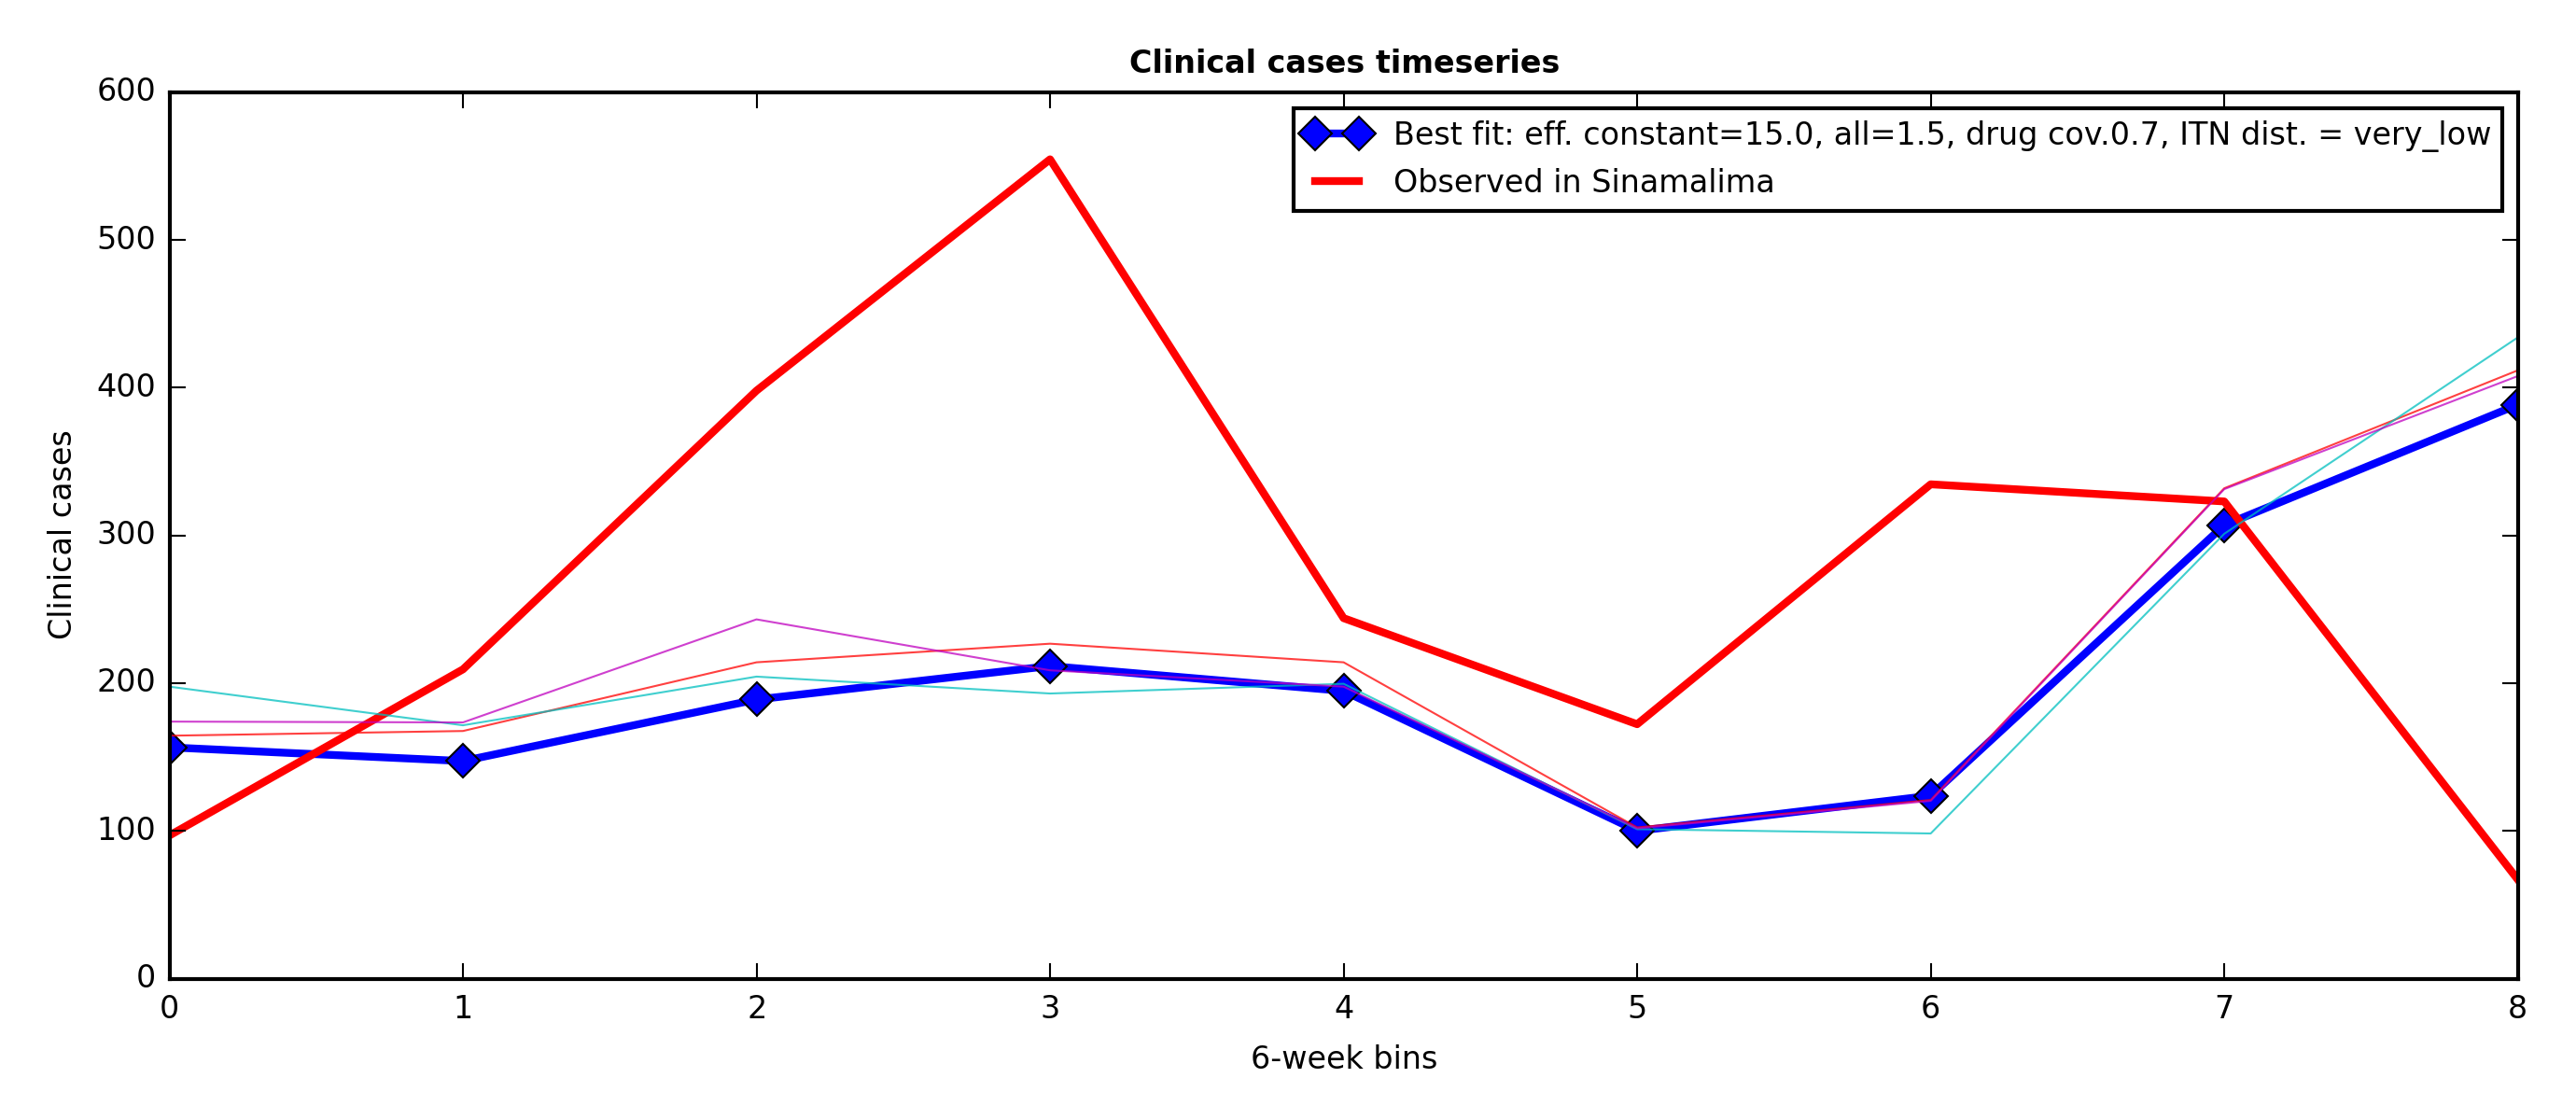 Clinical cases timeseries
600
500
400
300
200
100
0
Clinical cases
Best fit: eff. constant=15.0, all=1.5, drug cov.0.7, ITN dist. = very_low
Observed in Sinamalima
0 1 2 3 4 5 6 7 8
6-week bins